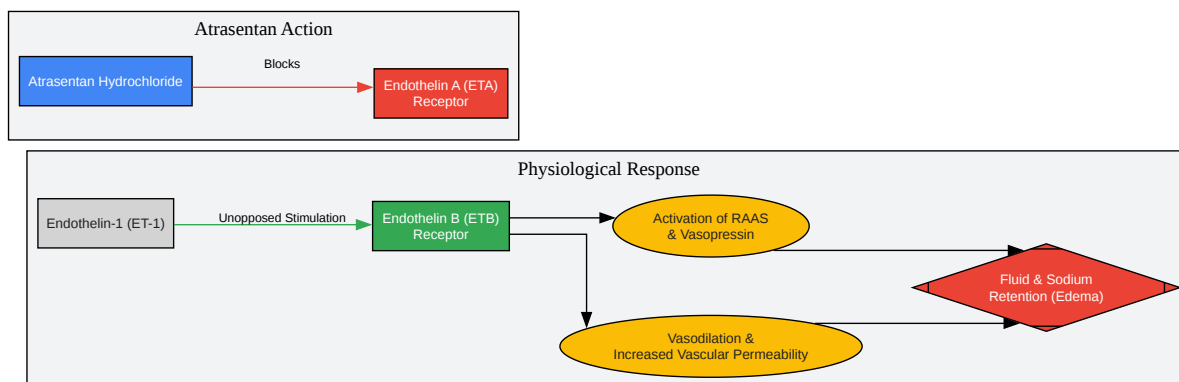 Atrasentan Action
Atrasentan Hydrochloride
Blocks
Endothelin A (ETA)
Receptor
Physiological Response
Endothelin-1 (ET-1)
Unopposed Stimulation
Endothelin B (ETB)
Receptor
Activation of RAAS
& Vasopressin
Fluid & Sodium
Retention (Edema)
Vasodilation &
Increased Vascular Permeability